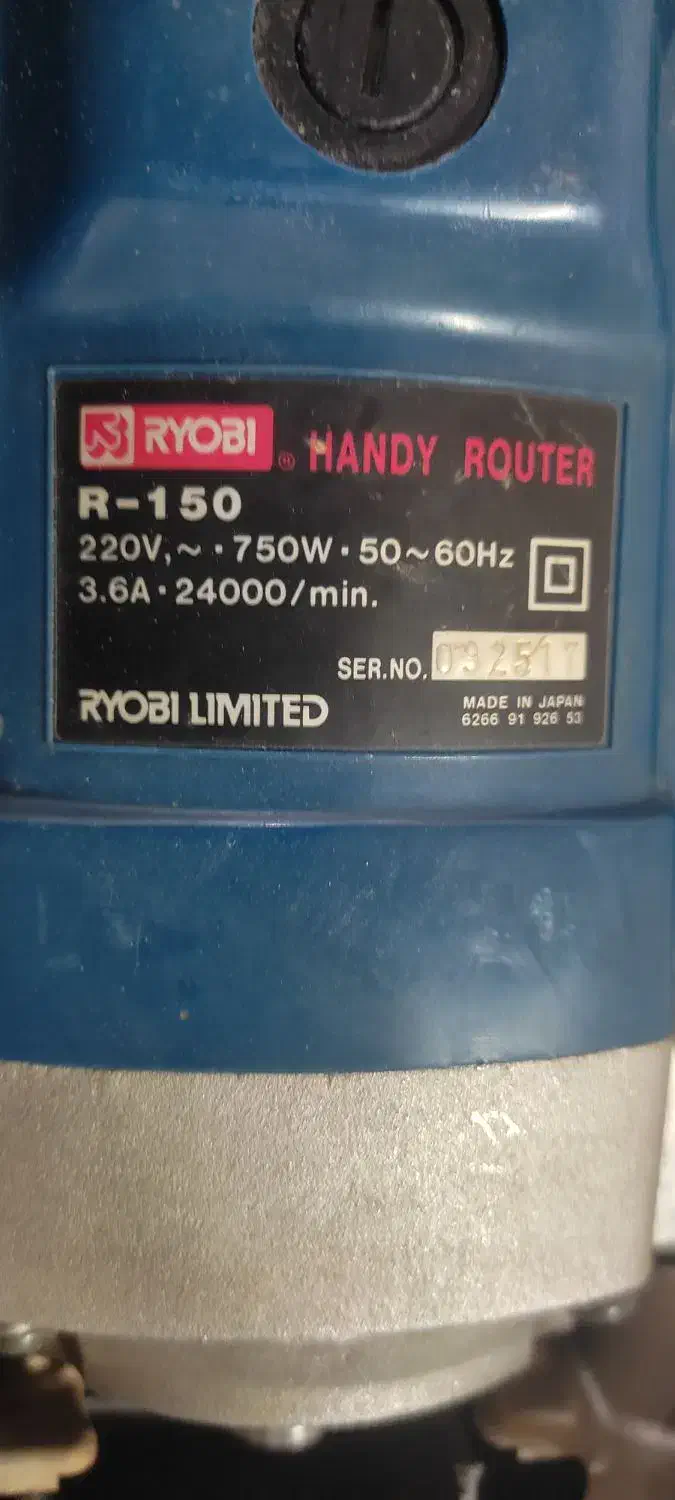 RYOBI ® HANDY ROUTER
R-150
220V,~ · 750W · 50~60Hz
3.6A · 24000/min.
SER.NO. 092517
RYOBI LIMITED
MADE IN JAPAN
6266 91 926 53